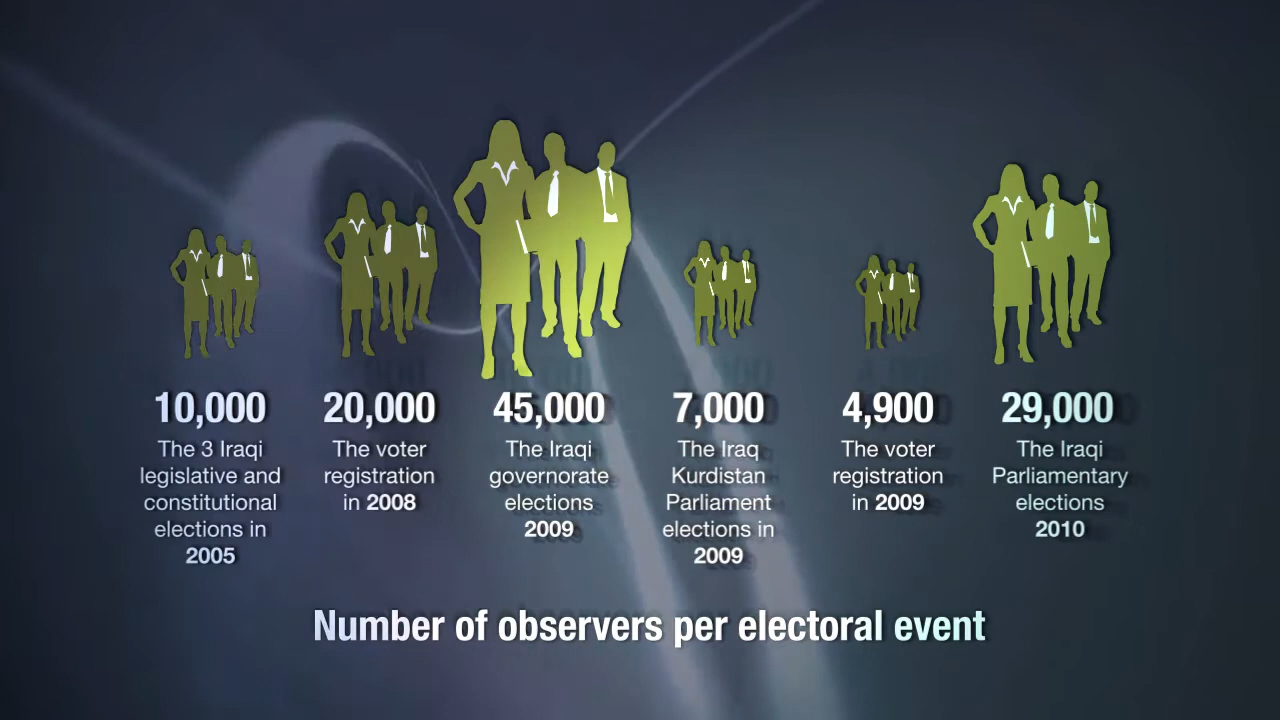 10,000
The 3 Iraqi
legislative and
constitutional
elections in
2005
20,000
The voter
registration
in 2008
45,000
The Iraqi
governorate
elections
2009
7,000
The Iraq
Kurdistan
Parliament
elections in
2009
4,900
The voter
registration
in 2009
29,000
The Iraqi
Parliamentary
elections
2010
Number of observers per electoral event